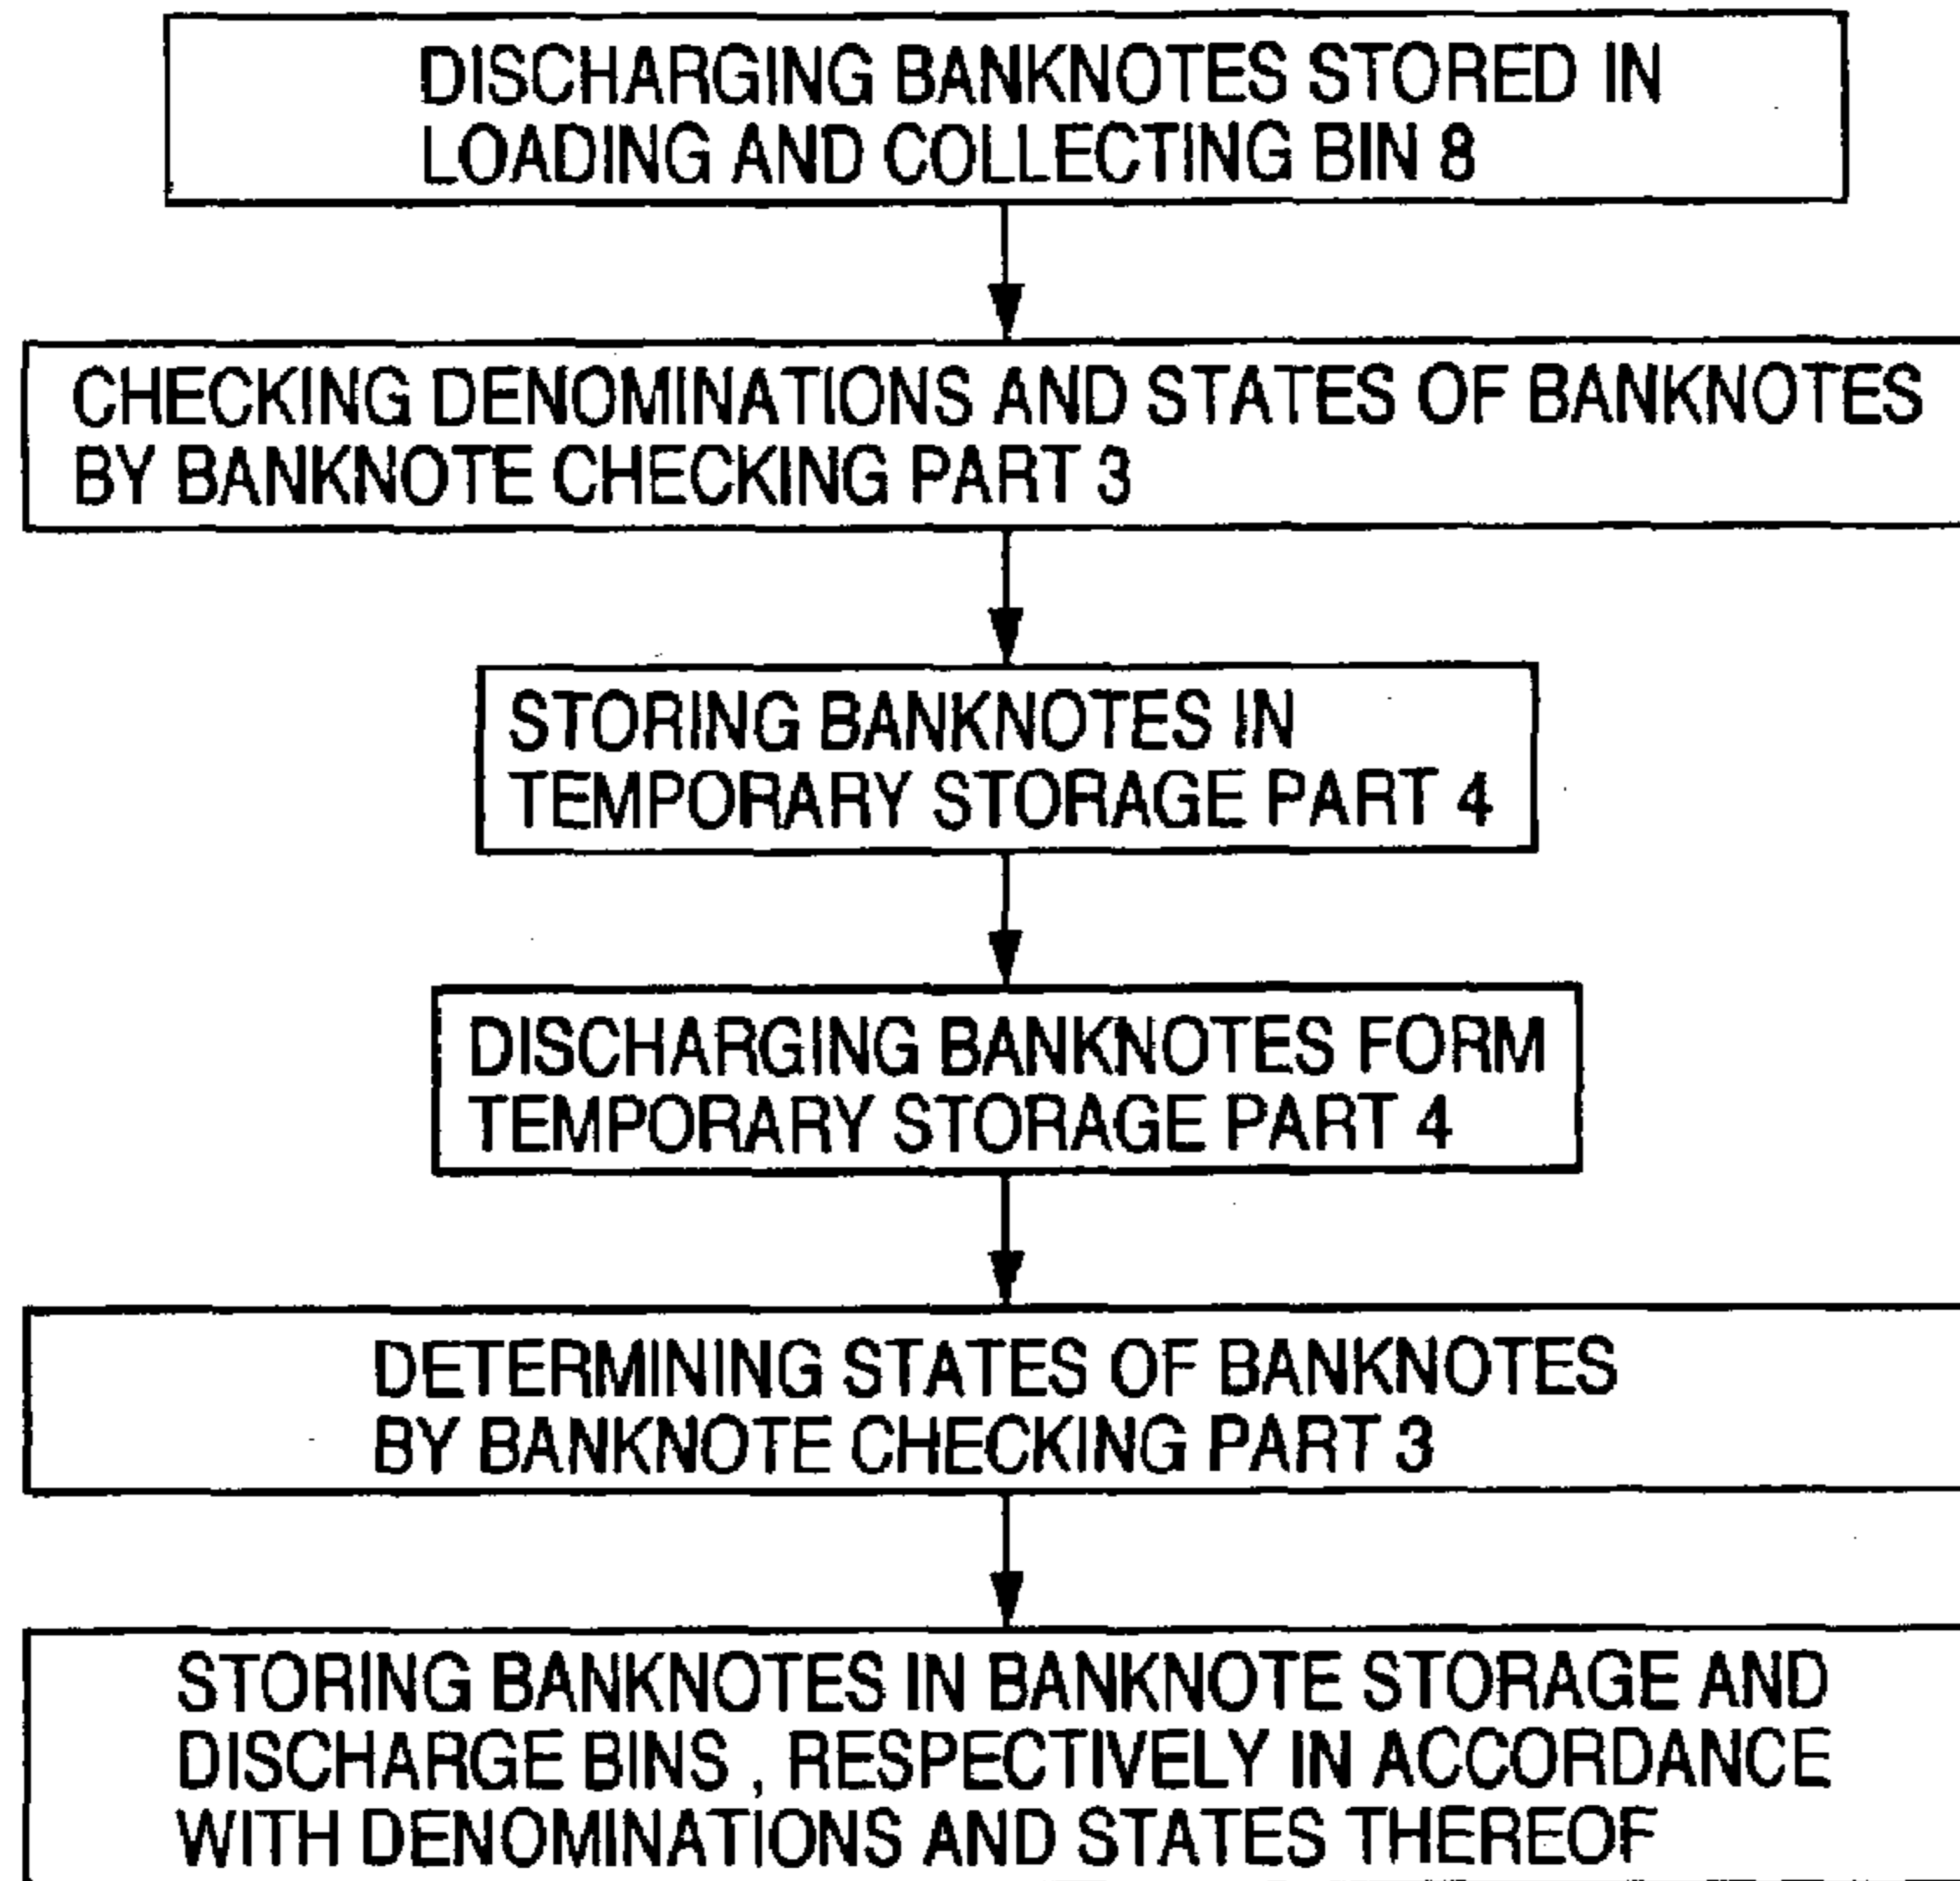 DISCHARGING BANKNOTES STORED IN
LOADING AND COLLECTING BIN 8
CHECKING DENOMINATIONS AND STATES OF BANKNOTES
BY BANKNOTE CHECKING PART 3
STORING BANKNOTES IN
TEMPORARY STORAGE PART 4
DISCHARGING BANKNOTES FORM
TEMPORARY STORAGE PART 4
DETERMINING STATES OF BANKNOTES
BY BANKNOTE CHECKING PART 3
STORING BANKNOTES IN BANKNOTE STORAGE AND
DISCHARGE BINS , RESPECTIVELY IN ACCORDANCE
WITH DENOMINATIONS AND STATES THEREOF